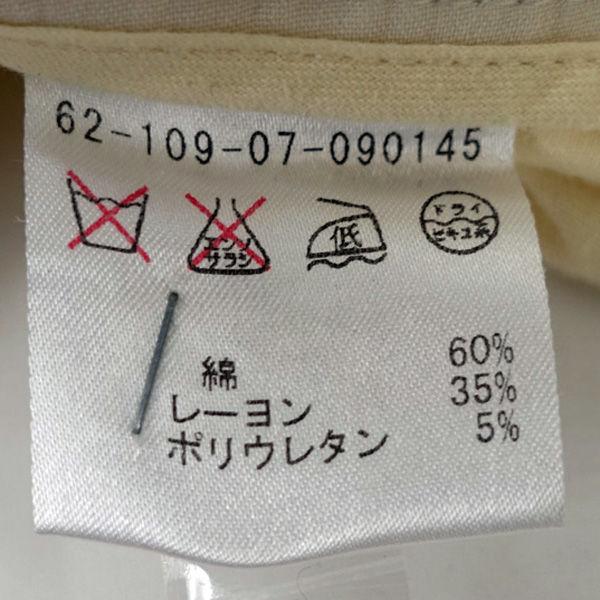 62-109-07-090145
エンソ
サラシ
低
ドライ
セキユ系
綿 60%
レーヨン 35%
ポリウレタン 5%